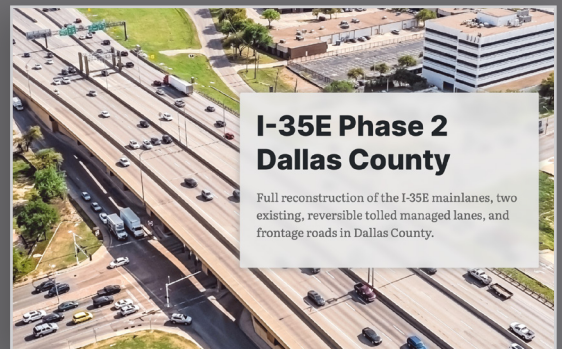 I-35E Phase 2
Dallas County
Full reconstruction of the I-35E mainlanes, two
existing, reversible tolled managed lanes, and
frontage roads in Dallas County.